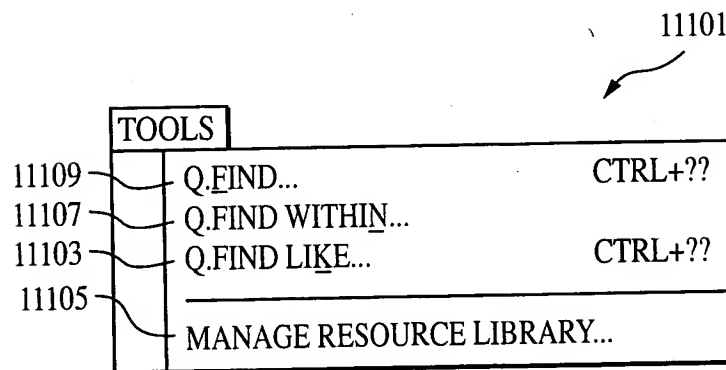 11101
TOOLS
11109 Q.FIND... CTRL+??
11107 Q.FIND WITHIN...
11103 Q.FIND LIKE... CTRL+??
11105
MANAGE RESOURCE LIBRARY...